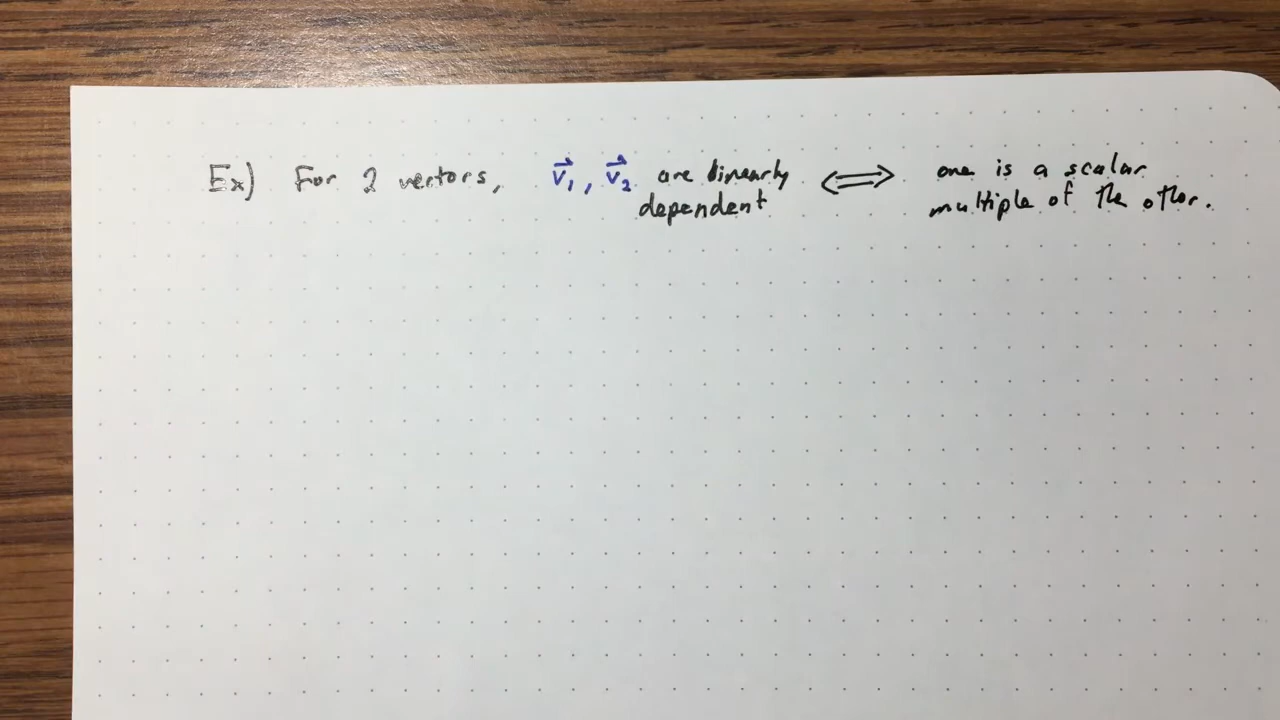 Ex) For 2 vectors, v⃗₁, v⃗₂ are linearly dependent ⟺ one is a scalar multiple of the other.